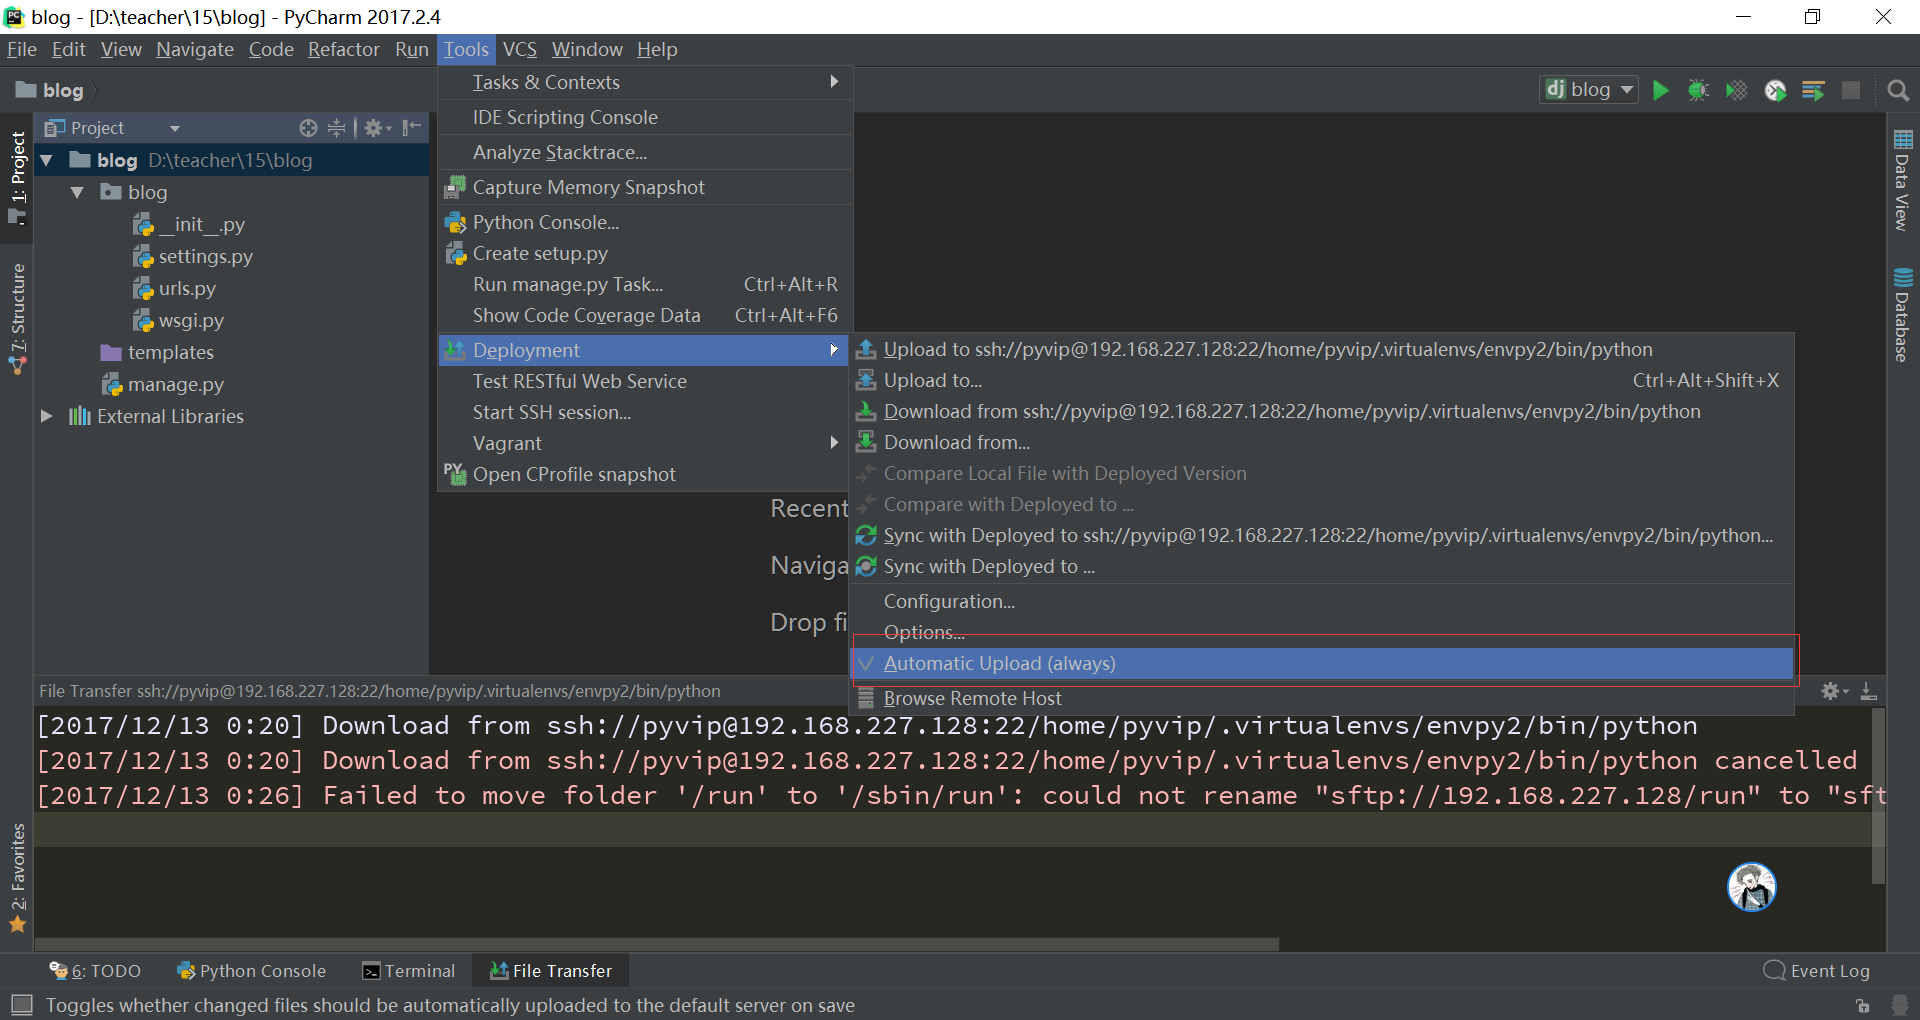 blog - [D:\teacher\15\blog] - PyCharm 2017.2.4
File Edit View Navigate Code Refactor Run Tools VCS Window Help
blog
dj blog
Project
1: Project
7: Structure
2: Favorites
blog D:\teacher\15\blog
blog
__init__.py
settings.py
urls.py
wsgi.py
templates
manage.py
External Libraries
Tasks & Contexts
IDE Scripting Console
Analyze Stacktrace...
Capture Memory Snapshot
Python Console...
Create setup.py
Run manage.py Task... Ctrl+Alt+R
Show Code Coverage Data Ctrl+Alt+F6
Deployment
Test RESTful Web Service
Start SSH session...
Vagrant
Open CProfile snapshot
Upload to ssh://pyvip@192.168.227.128:22/home/pyvip/.virtualenvs/envpy2/bin/python
Upload to... Ctrl+Alt+Shift+X
Download from ssh://pyvip@192.168.227.128:22/home/pyvip/.virtualenvs/envpy2/bin/python
Download from...
Compare Local File with Deployed Version
Compare with Deployed to ...
Sync with Deployed to ssh://pyvip@192.168.227.128:22/home/pyvip/.virtualenvs/envpy2/bin/python...
Sync with Deployed to ...
Configuration...
Options...
Automatic Upload (always)
Browse Remote Host
Recent
Naviga
Drop fi
Data View
Database
File Transfer ssh://pyvip@192.168.227.128:22/home/pyvip/.virtualenvs/envpy2/bin/python
[2017/12/13 0:20] Download from ssh://pyvip@192.168.227.128:22/home/pyvip/.virtualenvs/envpy2/bin/python
[2017/12/13 0:20] Download from ssh://pyvip@192.168.227.128:22/home/pyvip/.virtualenvs/envpy2/bin/python cancelled
[2017/12/13 0:26] Failed to move folder '/run' to '/sbin/run': could not rename "sftp://192.168.227.128/run" to "sft
6: TODO Python Console Terminal File Transfer Event Log
Toggles whether changed files should be automatically uploaded to the default server on save